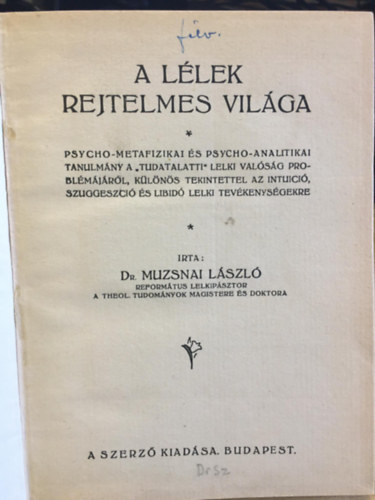 A LÉLEK
REJTELMES VILÁGA
*
PSYCHO-METAFIZIKAI ÉS PSYCHO-ANALITIKAI
TANULMÁNY A „TUDATALATTI“ LELKI VALÓSÁG PRO-
BLÉMÁJÁRÓL, KÜLÖNÖS TEKINTETTEL AZ INTUICIÓ,
SZUGGESZCIÓ ÉS LIBIDÓ LELKI TEVÉKENYSÉGEKRE
*
IRTA:
DR. MUZSNAI LÁSZLÓ
REFORMÁTUS LELKIPÁSZTOR
A THEOL. TUDOMÁNYOK MAGISTERE ÉS DOKTORA
A SZERZŐ KIADÁSA. BUDAPEST.
DrSz